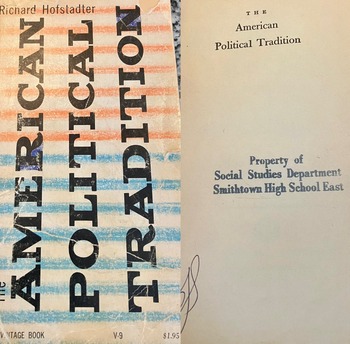 Richard Hofstadter
The
AMERICAN
POLITICAL
TRADITION
VINTAGE BOOK
V-9
$1.95
THE
American
Political Tradition
Property of
Social Studies Department
Smithtown High School East